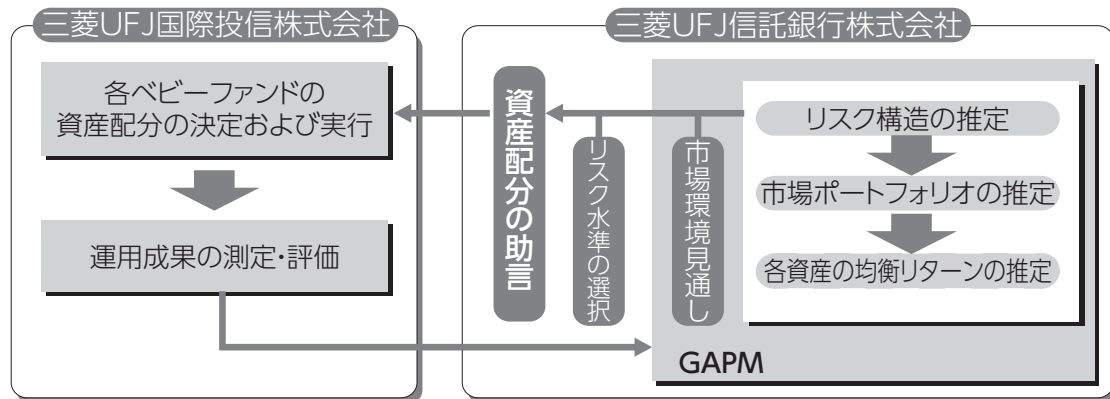 三菱UFJ国際投信株式会社
各ベビーファンドの
資産配分の決定および実行
運用成果の測定・評価
三菱UFJ信託銀行株式会社
資産配分の助言
リスク水準の選択
市場環境見通し
リスク構造の推定
市場ポートフォリオの推定
各資産の均衡リターンの推定
GAPM